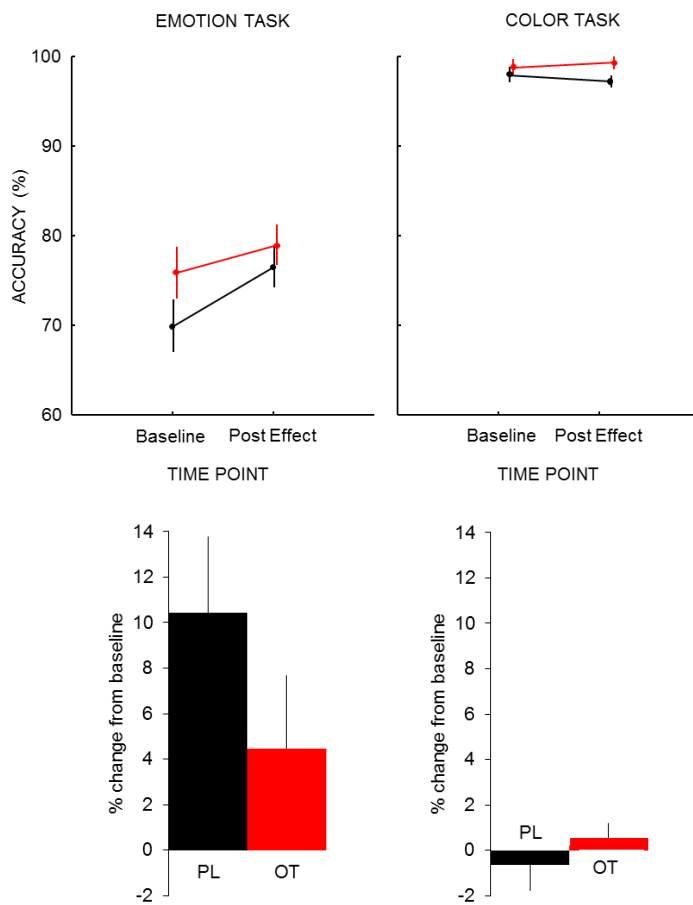 EMOTION TASK
COLOR TASK
ACCURACY (%)
100
90
80
70
60
Baseline Post Effect
Baseline Post Effect
TIME POINT
TIME POINT
% change from baseline
14
12
10
8
6
4
2
0
-2
PL
OT
% change from baseline
14
12
10
8
6
4
2
0
-2
PL
OT